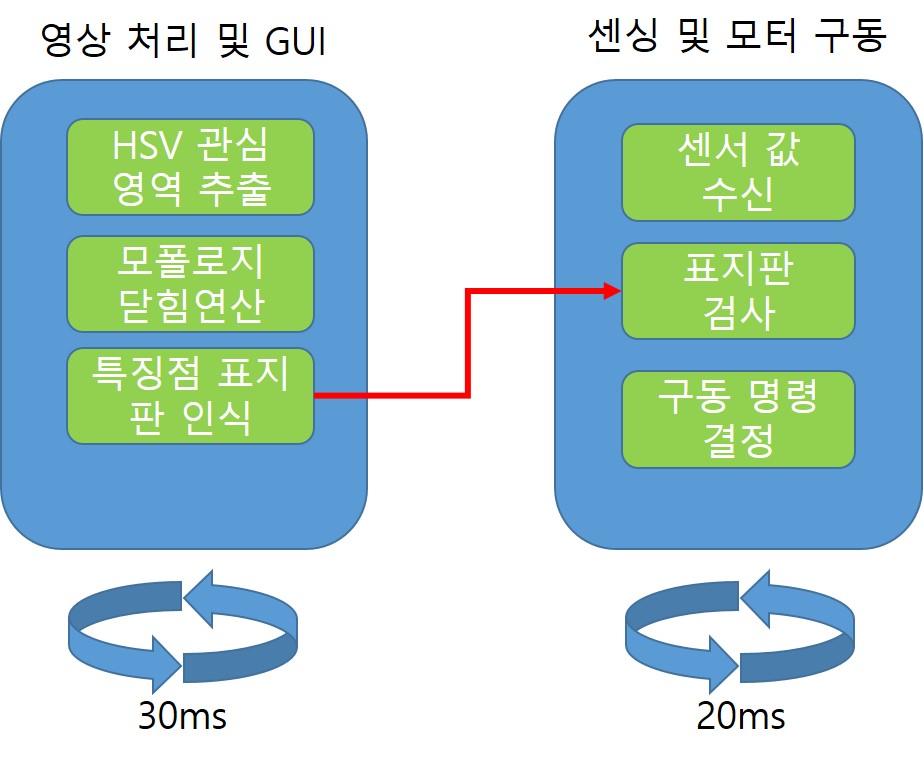 영상 처리 및 GUI
HSV 관심
영역 추출
모폴로지
닫힘연산
특징점 표지
판 인식
30ms
센싱 및 모터 구동
센서 값
수신
표지판
검사
구동 명령
결정
20ms